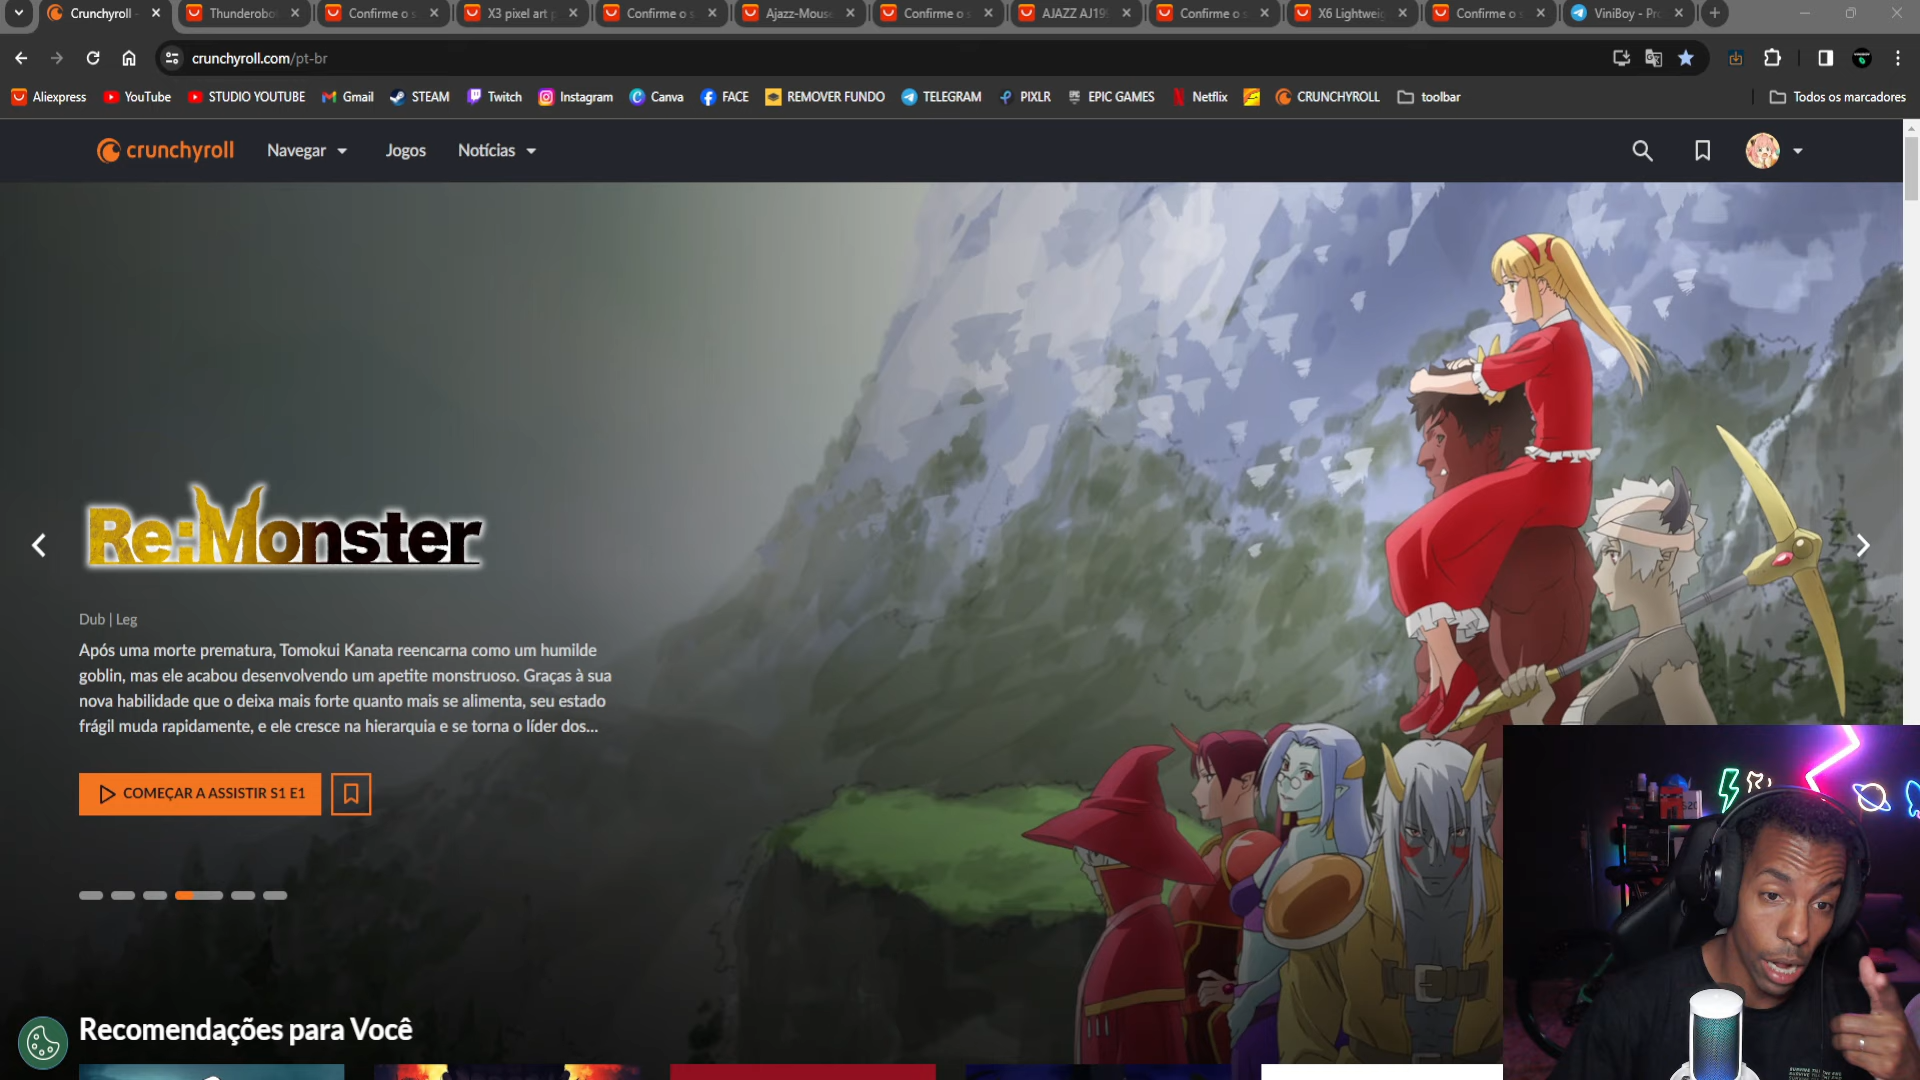 Crunchyroll -
Thunderobo
Confirme o s
X3 pixel art p
Confirme o s
Ajazz-Mous
Confirme o s
AJAZZ AJ19
Confirme o s
X6 Lightweig
Confirme o s
ViniBoy - Pr
crunchyroll.com/pt-br
Aliexpress
YouTube
STUDIO YOUTUBE
Gmail
STEAM
Twitch
Instagram
Canva
FACE
REMOVER FUNDO
TELEGRAM
PIXLR
EPIC GAMES
Netflix
CRUNCHYROLL
toolbar
Todos os marcadores
crunchyroll
Navegar
Jogos
Notícias
Re:Monster
Dub | Leg
Após uma morte prematura, Tomokui Kanata reencarna como um humilde
goblin, mas ele acabou desenvolvendo um apetite monstruoso. Graças à sua
nova habilidade que o deixa mais forte quanto mais se alimenta, seu estado
frágil muda rapidamente, e ele cresce na hierarquia e se torna o líder dos...
COMEÇAR A ASSISTIR S1 E1
Recomendações para Você